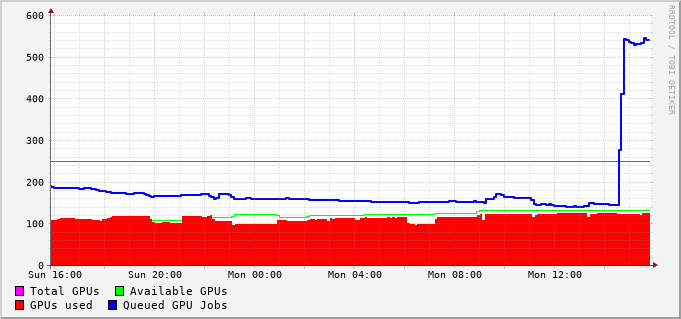 600
500
400
300
200
100
0
Sun 16:00 Sun 20:00 Mon 00:00 Mon 04:00 Mon 08:00 Mon 12:00
Total GPUs Available GPUs
GPUs used Queued GPU Jobs
RRDTOOL / TOBI OETIKER